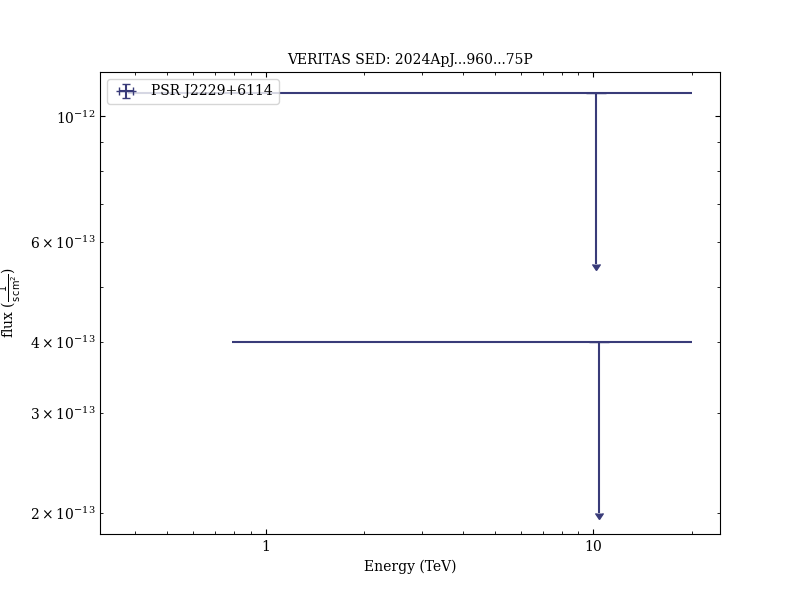 VERITAS SED: 2024ApJ...960...75P
PSR J2229+6114
10⁻¹²
6 × 10⁻¹³
4 × 10⁻¹³
3 × 10⁻¹³
2 × 10⁻¹³
flux (1/s cm²)
1 10
Energy (TeV)